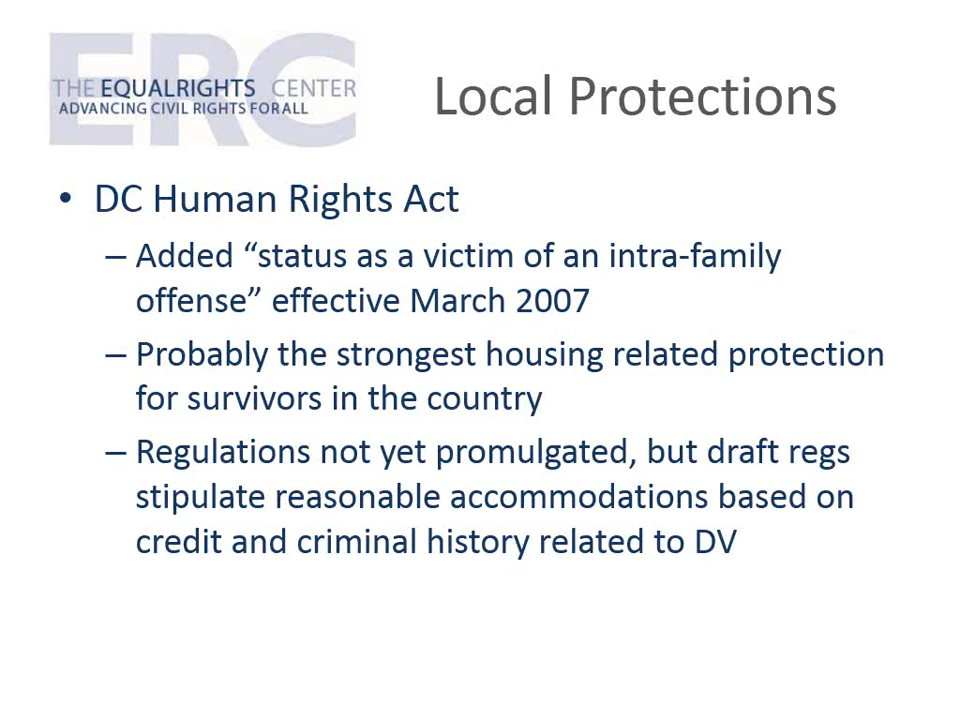 ERC
THE EQUALRIGHTS CENTER
ADVANCING CIVIL RIGHTS FOR ALL
Local Protections
• DC Human Rights Act
– Added “status as a victim of an intra-family
offense” effective March 2007
– Probably the strongest housing related protection
for survivors in the country
– Regulations not yet promulgated, but draft regs
stipulate reasonable accommodations based on
credit and criminal history related to DV